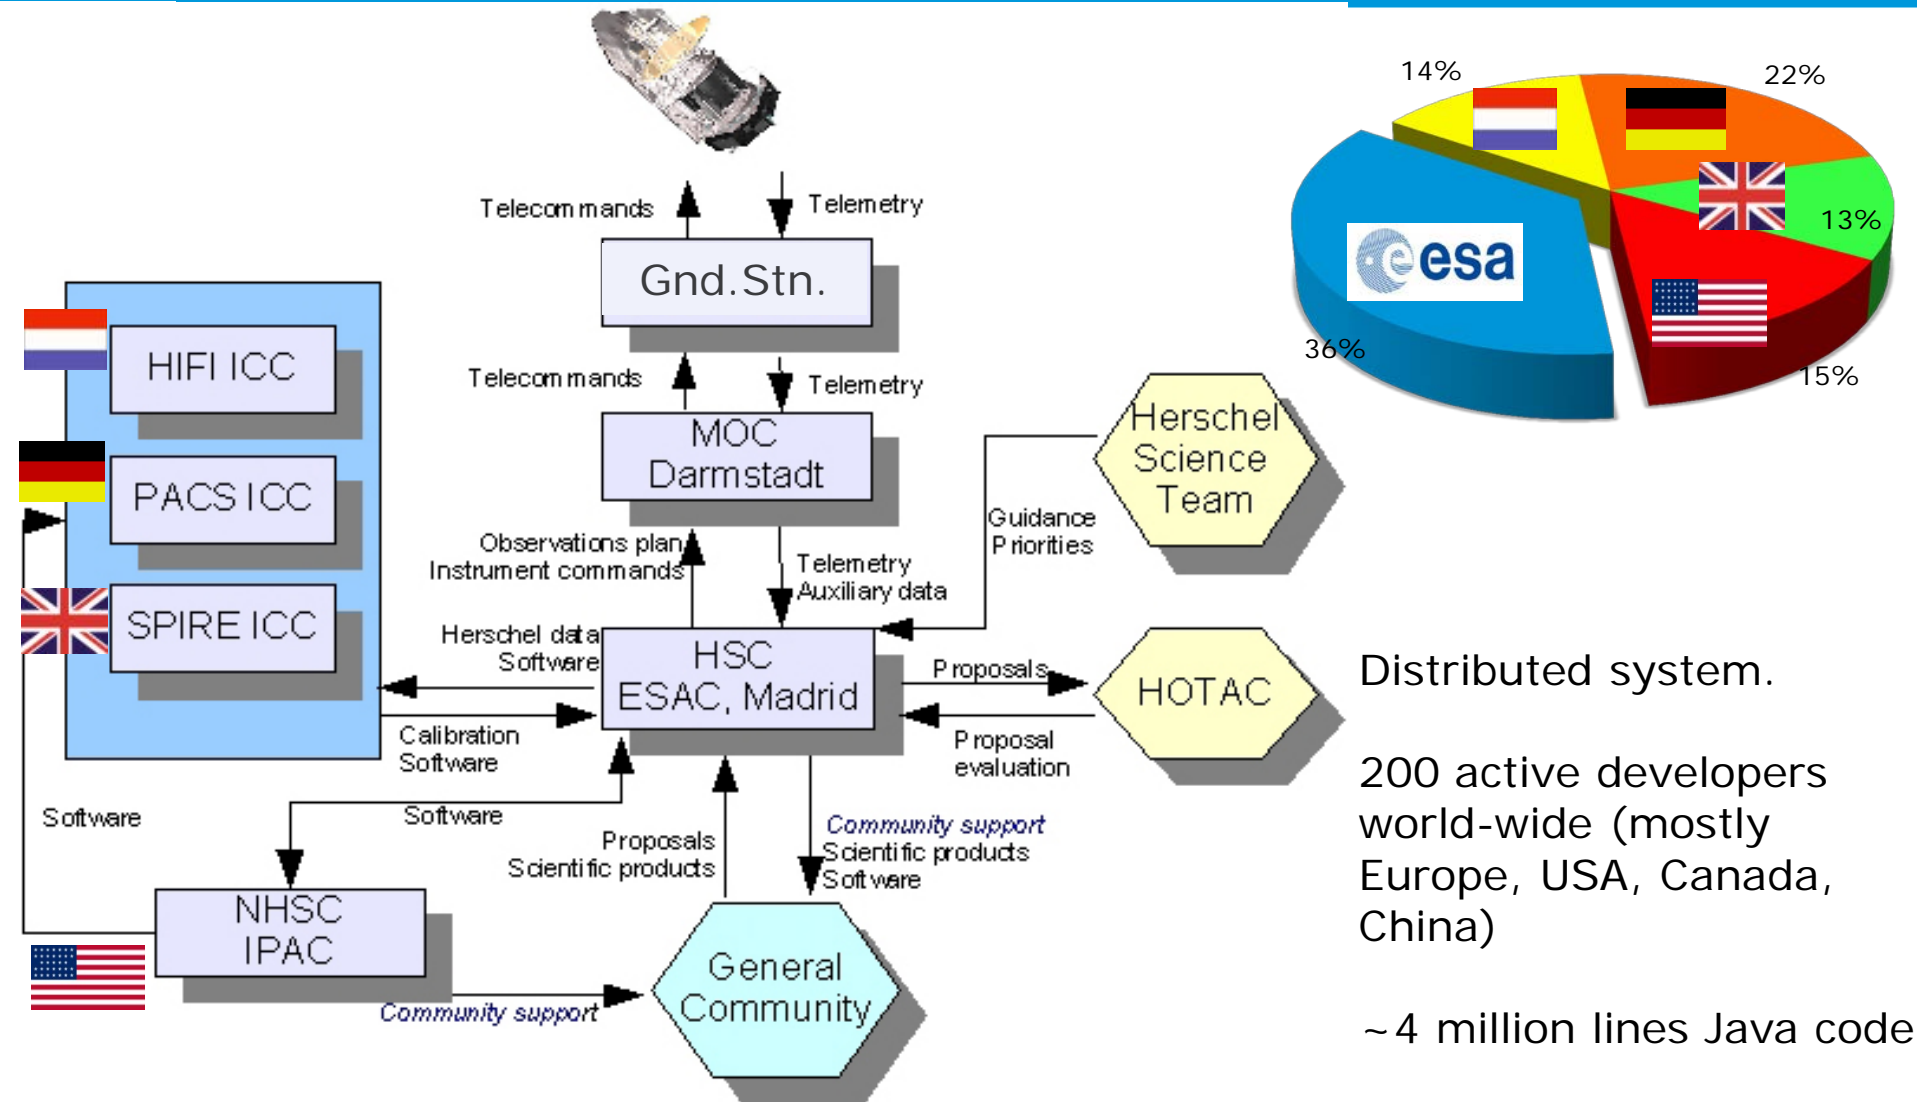 14%
22%
13%
15%
36%
esa
Telecommands
Telemetry
Gnd.Stn.
Telecommands
Telemetry
MOC
Darmstadt
HIFI ICC
PACS ICC
SPIRE ICC
Herschel
Science
Team
Guidance
Priorities
Observations plan
Instrument commands
Telemetry
Auxiliary data
Herschel data
Software
HSC
ESAC, Madrid
Proposals
HOTAC
Proposal
evaluation
Calibration
Software
Software
Software
Proposals
Scientific products
Community support
Scientific products
Software
NHSC
IPAC
Community support
General
Community
Distributed system.
200 active developers
world-wide (mostly
Europe, USA, Canada,
China)
~4 million lines Java code